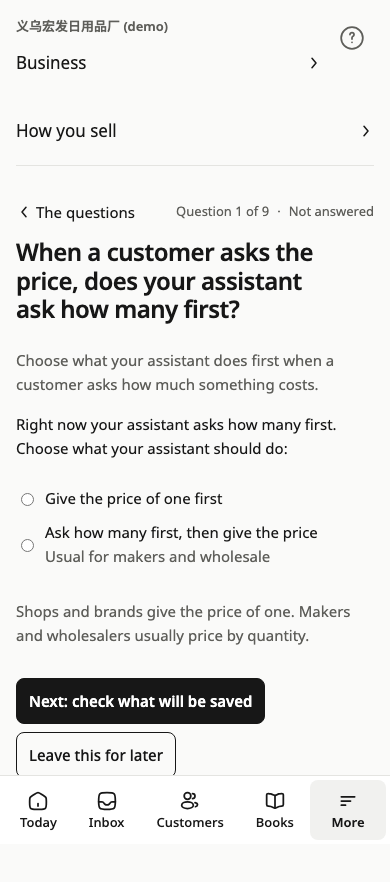 义乌宏发日用品厂 (demo)
Business
How you sell
The questions
Question 1 of 9 · Not answered
When a customer asks the
price, does your assistant
ask how many first?
Choose what your assistant does first when a
customer asks how much something costs.
Right now your assistant asks how many first.
Choose what your assistant should do:
Give the price of one first
Ask how many first, then give the price
Usual for makers and wholesale
Shops and brands give the price of one. Makers
and wholesalers usually price by quantity.
Next: check what will be saved
Leave this for later
Today
Inbox
Customers
Books
More